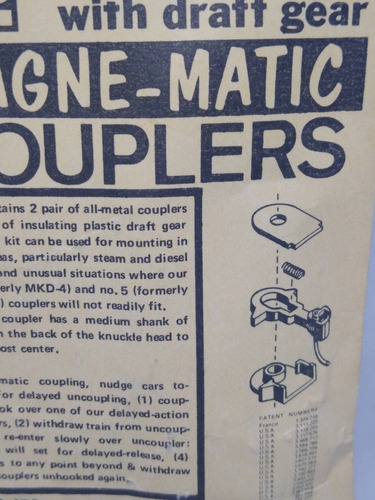 with draft gear
AGNE-MATIC
OUPLERS
tains 2 pair of all-metal couplers
of insulating plastic draft gear
kit can be used for mounting in
eas, particularly steam and diesel
and unusual situations where our
erly MKD-4) and no. 5 (formerly
) couplers will not readily fit.
coupler has a medium shank of
m the back of the knuckle head to
ost center.
matic coupling, nudge cars to-
For delayed uncoupling, (1) coup-
ok over one of our delayed-action
rs, (2) withdraw train from uncoup-
re-enter slowly over uncoupler:
will set for delayed-release, (4)
s to any point beyond & withdraw
couplers unhooked again.
PATENT NUMBERS
France
U.S.A.
U.S.A.
U.S.A.
U.S.A.
U.S.A.
U.S.A.
U.S.A.